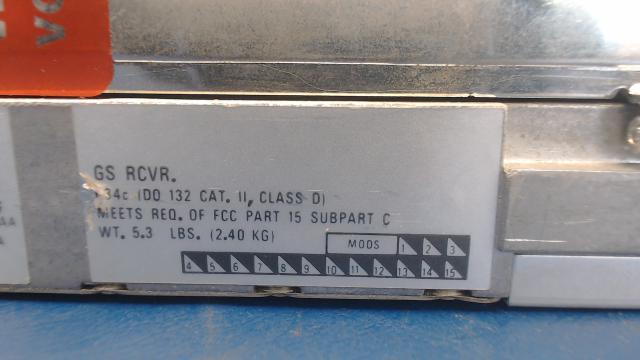 GS RCVR.
34c (DO 132 CAT. II, CLASS D)
MEETS REQ. OF FCC PART 15 SUBPART C
WT. 5.3 LBS. (2.40 KG)
MODS 1 2 3
4 5 6 7 8 9 10 11 12 13 14 15